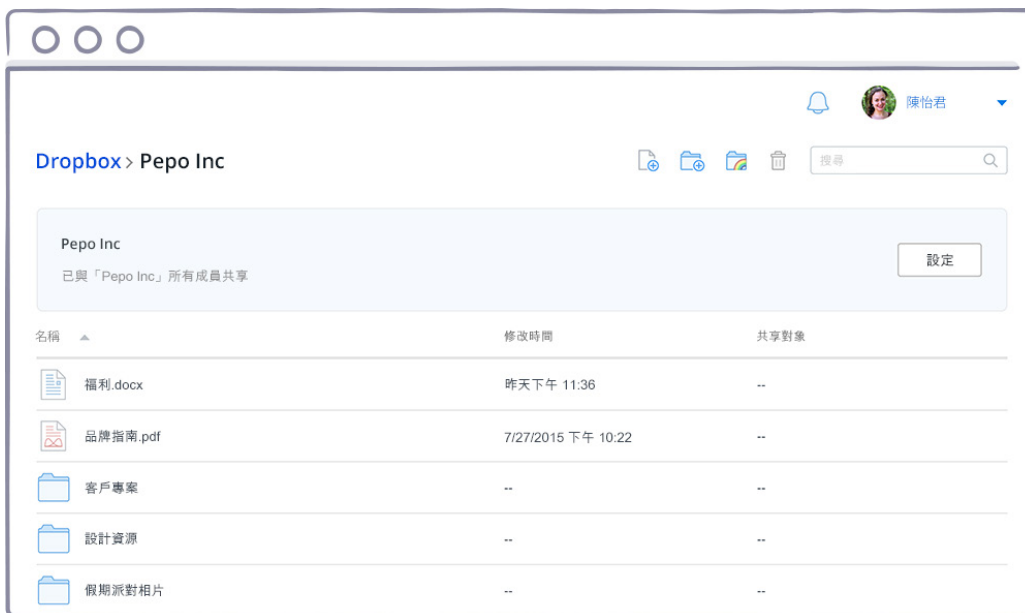 陳怡君
Dropbox > Pepo Inc
搜尋
Pepo Inc
已與「Pepo Inc」所有成員共享
設定
名稱 修改時間 共享對象
福利.docx 昨天下午 11:36 --
品牌指南.pdf 7/27/2015 下午 10:22 --
客戶專案 -- --
設計資源 -- --
假期派對相片 -- --